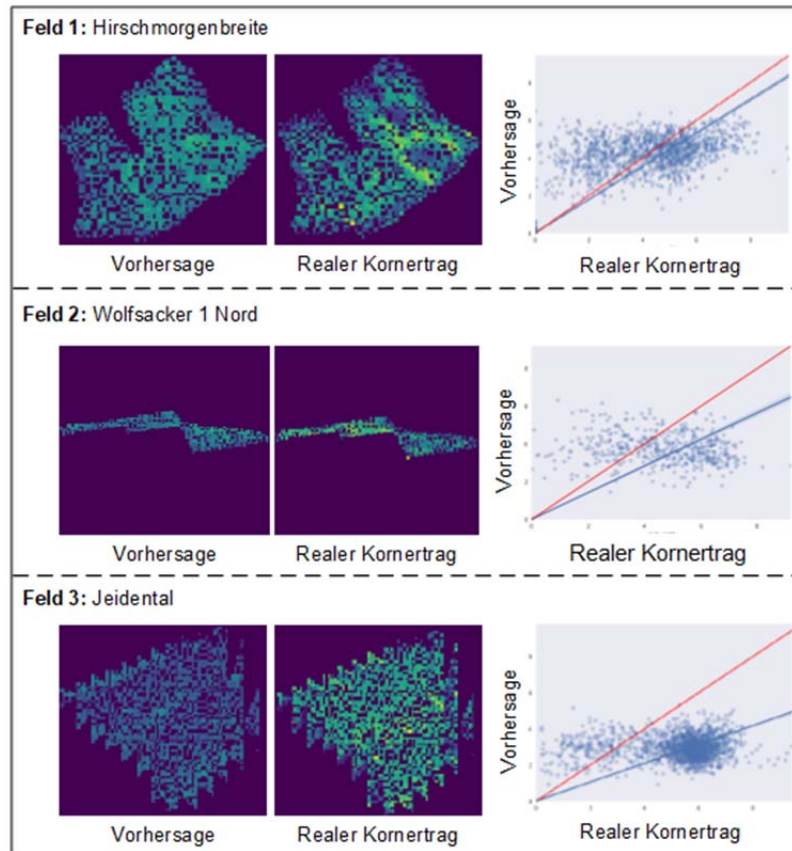 Feld 1: Hirschmorgenbreite
Vorhersage
Realer Kornertrag
Vorhersage
Realer Kornertrag
Feld 2: Wolfsacker 1 Nord
Vorhersage
Realer Kornertrag
Vorhersage
Realer Kornertrag
Feld 3: Jeidental
Vorhersage
Realer Kornertrag
Vorhersage
Realer Kornertrag